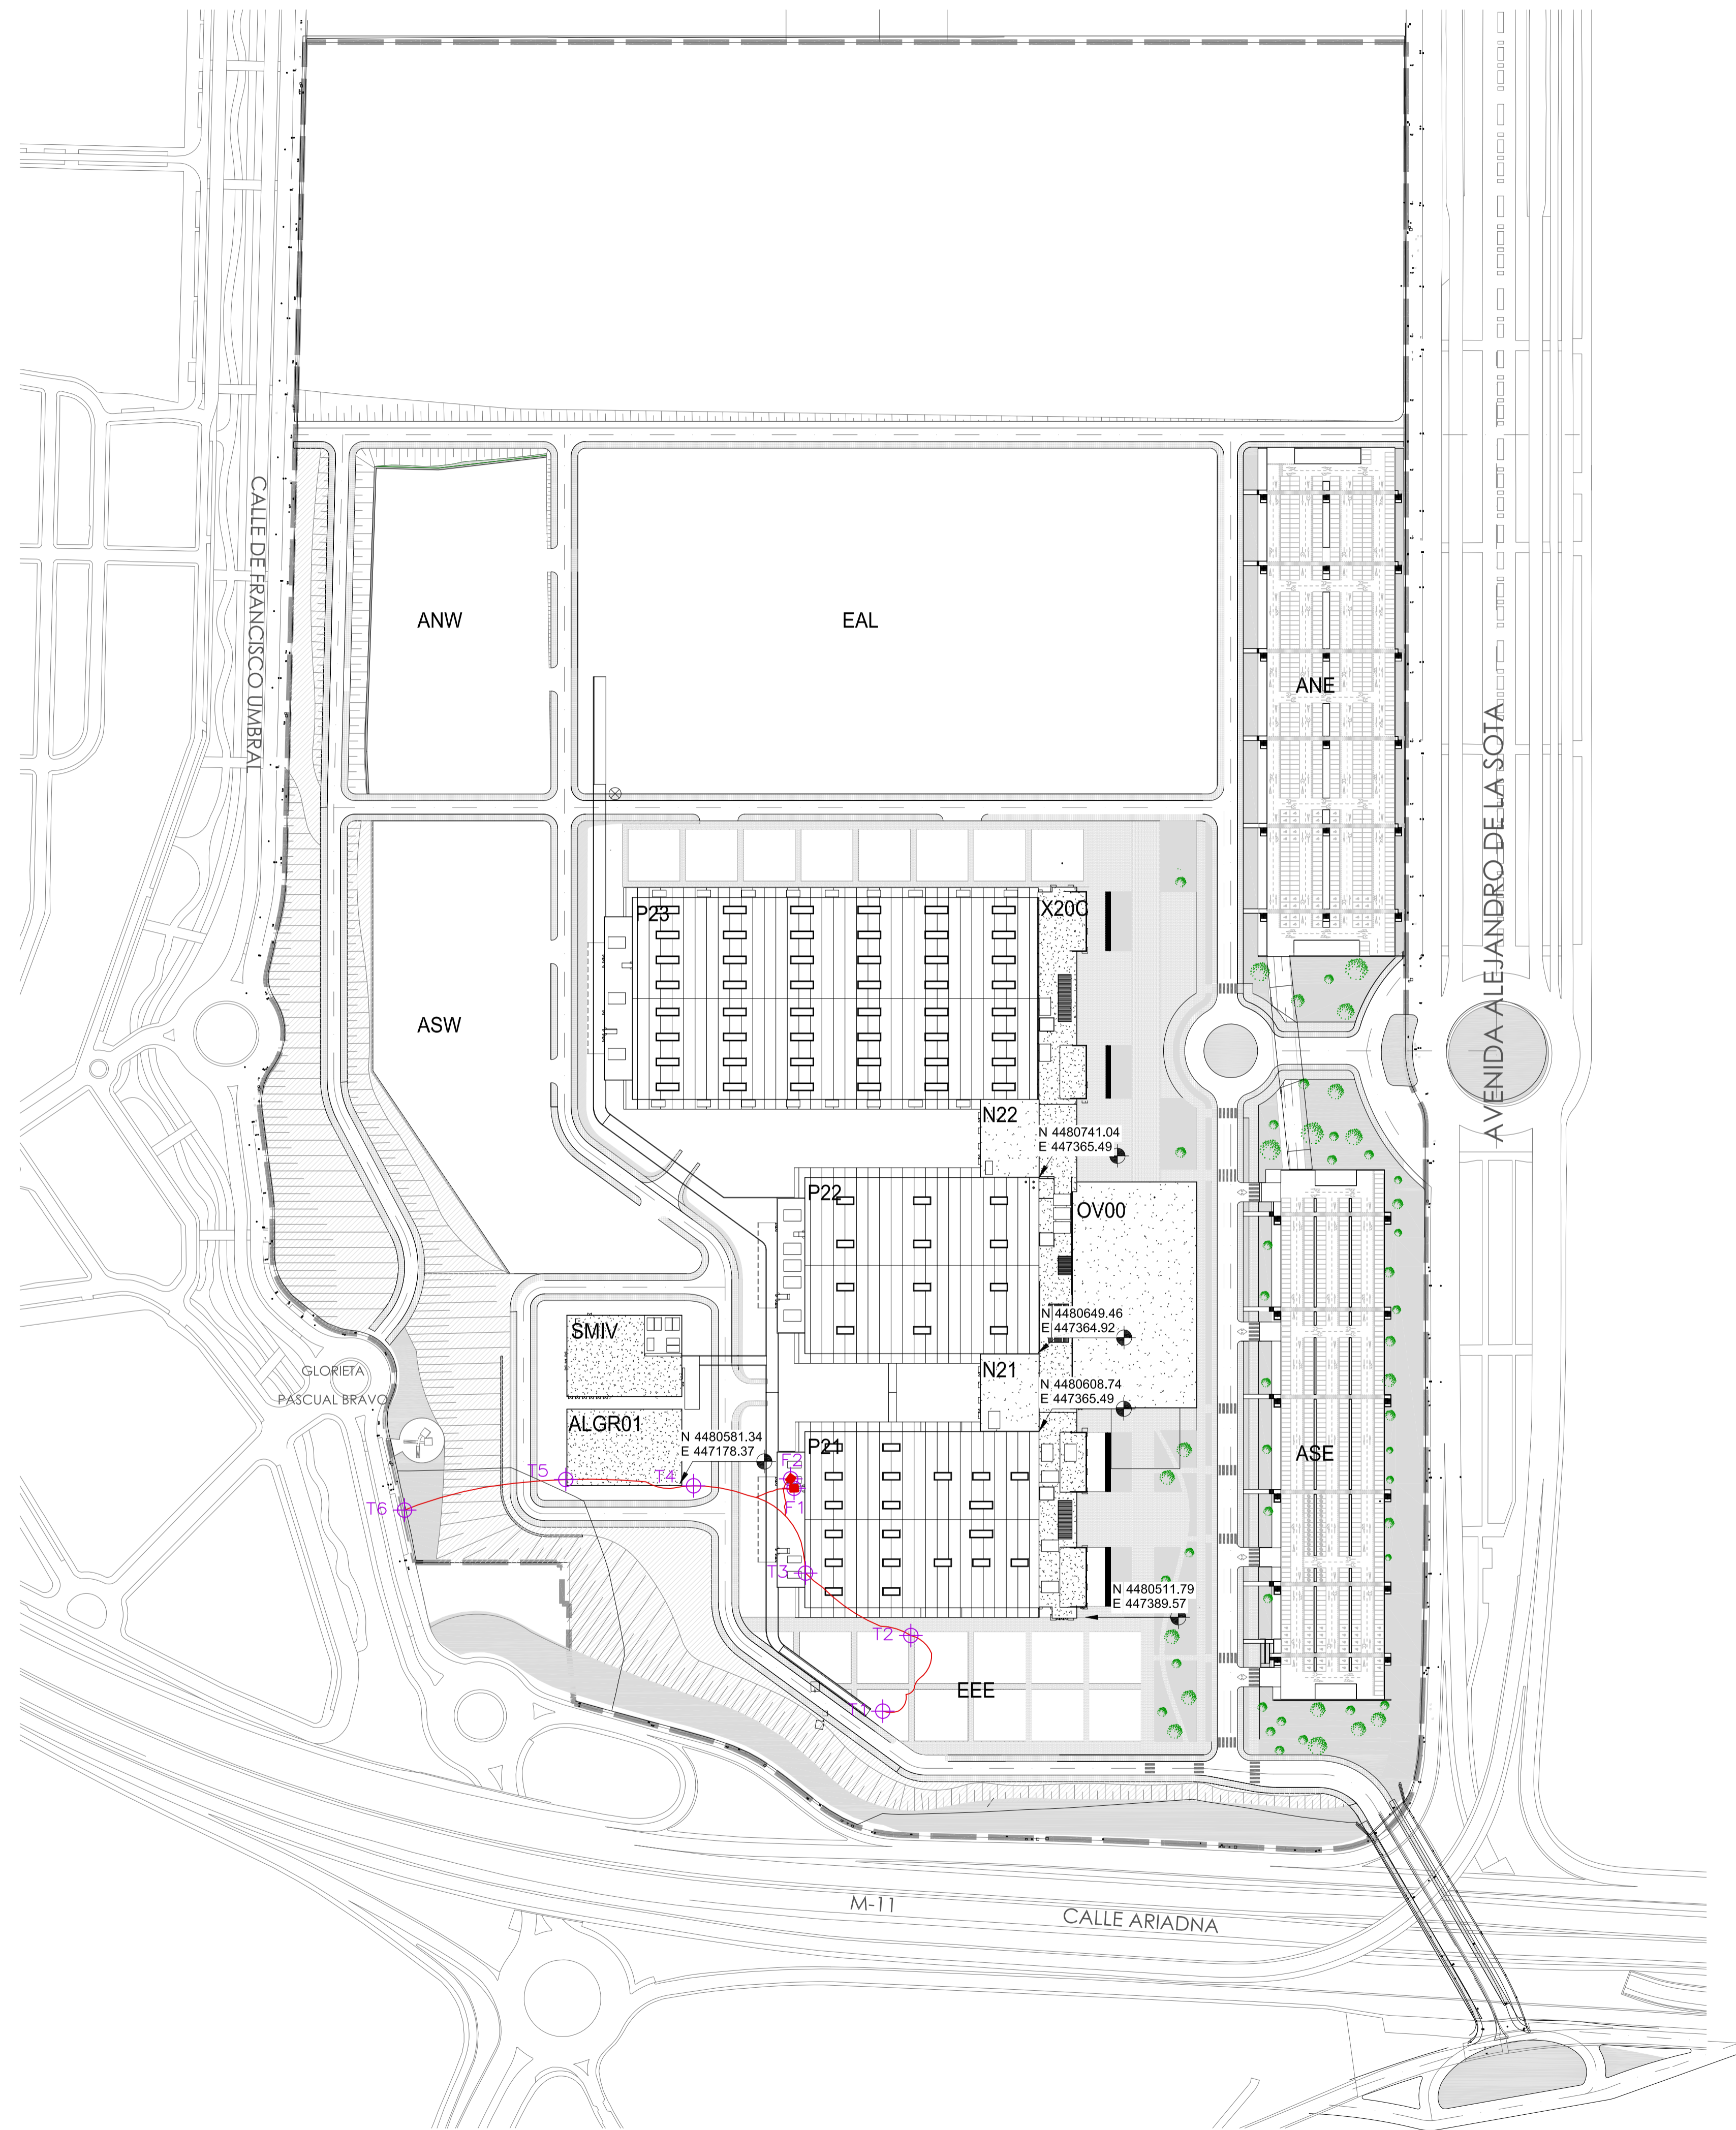 CALLE DE FRANCISCO UMBRAL
ANW
EAL
ANE
AVENIDA ALEJANDRO DE LA SOTA
P23
X20C
ASW
N22
N 4480741.04
E 447365.49
P22
OV00
SMIV
N 4480649.46
E 447364.92
GLORIETA
PASCUAL BRAVO
N21
N 4480608.74
E 447365.49
ALGR01
N 4480581.34
E 447178.37
P21
ASE
F2
T5
T4
F1
T6
T3
N 4480511.79
E 447389.57
T2
EEE
T1
M-11
CALLE ARIADNA